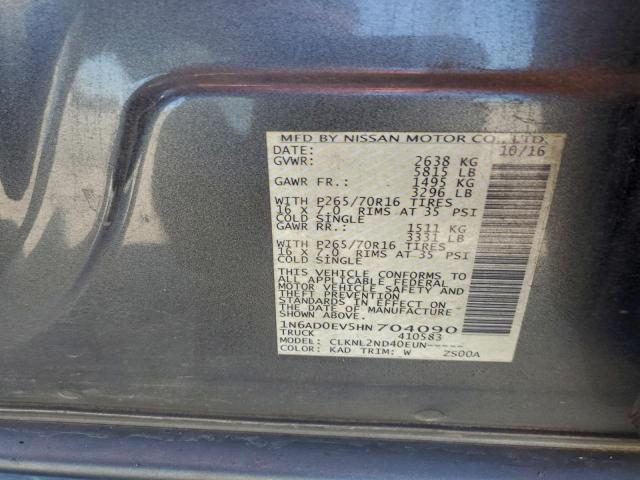 MFD BY NISSAN MOTOR CO., LTD.
DATE: 10/16
GVWR: 2638 KG
5815 LB
GAWR FR.: 1495 KG
3296 LB
WITH P265/70R16 TIRES
16 X 7.0 RIMS AT 35 PSI
COLD SINGLE
GAWR RR.: 1511 KG
3331 LB
WITH P265/70R16 TIRES
16 X 7.0 RIMS AT 35 PSI
COLD SINGLE
THIS VEHICLE CONFORMS TO
ALL APPLICABLE FEDERAL
MOTOR VEHICLE SAFETY AND
THEFT PREVENTION
STANDARDS IN EFFECT ON
THE DATE OF MANUFACTURE
SHOWN ABOVE.
1N6AD0EV5HN704090
TRUCK 410583
MODEL: CLKNL2ND40EUN-----
COLOR: KAD TRIM: W ZS00A